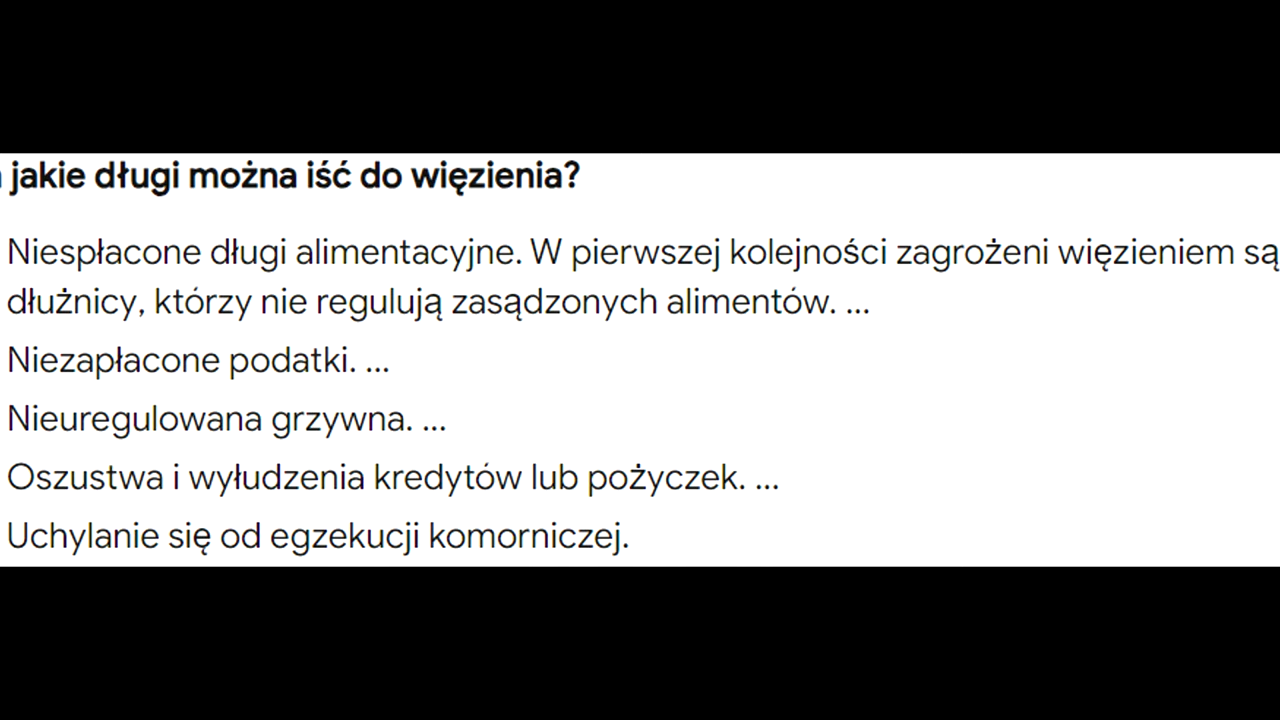 jakie długi można iść do więzienia?
Niespłacone długi alimentacyjne. W pierwszej kolejności zagrożeni więzieniem są
dłużnicy, którzy nie regulują zasądzonych alimentów. ...
Niezapłacone podatki. ...
Nieuregulowana grzywna. ...
Oszustwa i wyłudzenia kredytów lub pożyczek. ...
Uchylanie się od egzekucji komorniczej.